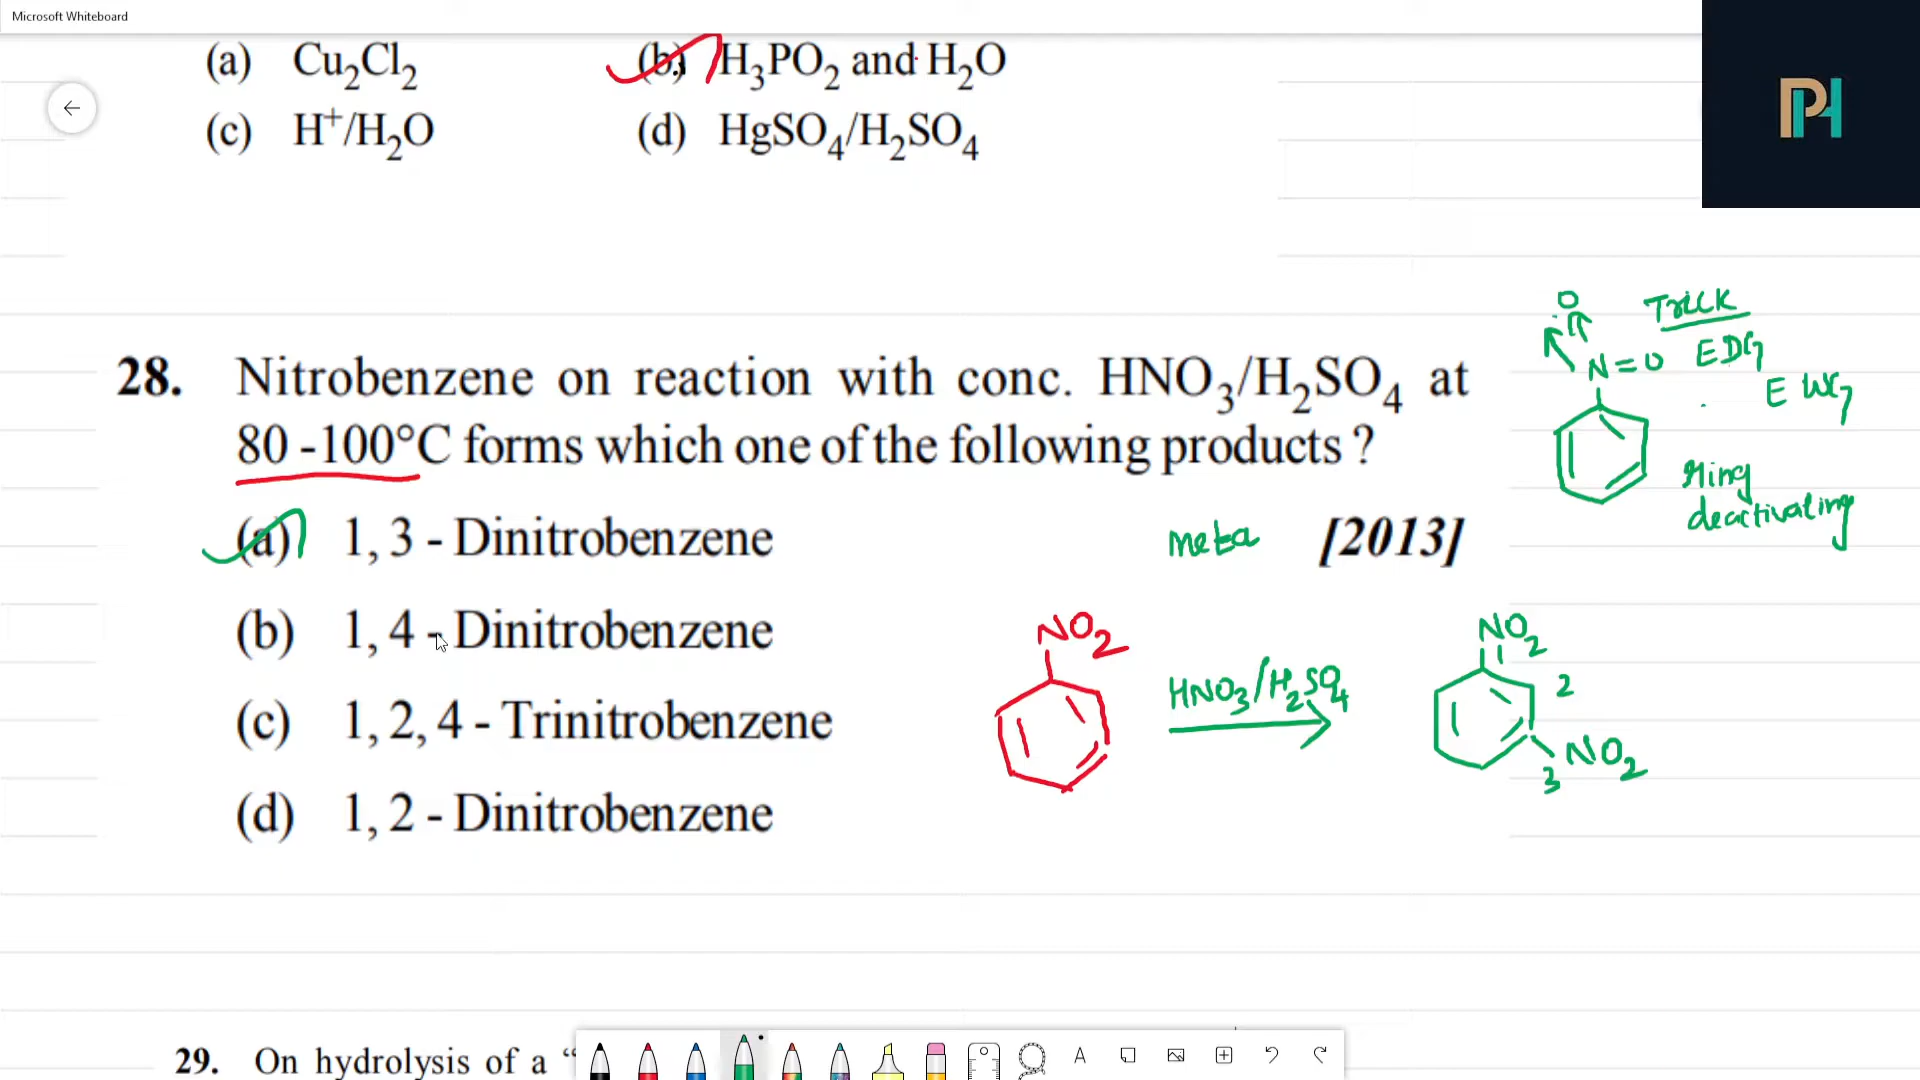 Microsoft Whiteboard
(a) Cu₂Cl₂ (b) H₃PO₂ and H₂O
(c) H⁺/H₂O (d) HgSO₄/H₂SO₄
PH
28. Nitrobenzene on reaction with conc. HNO₃/H₂SO₄ at
80 -100°C forms which one of the following products ?
(a) 1, 3 - Dinitrobenzene [2013]
(b) 1, 4 - Dinitrobenzene
(c) 1, 2, 4 - Trinitrobenzene
(d) 1, 2 - Dinitrobenzene
Trick
O
N=O EDG
EWG
ring
deactivating
meta
NO₂
HNO₃/H₂SO₄
NO₂
1
2
3 NO₂
29. On hydrolysis of a “
A